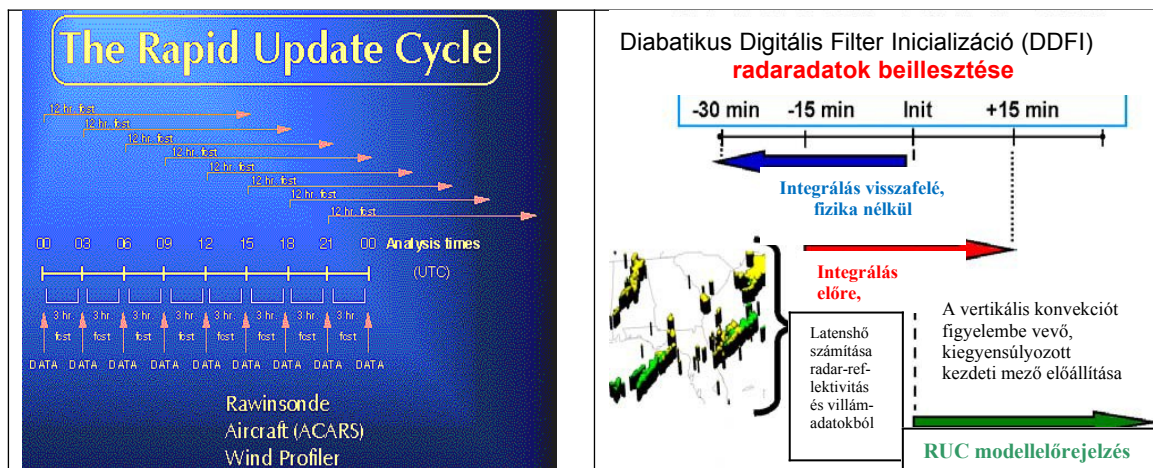 The Rapid Update Cycle
12 hr. fcst
12 hr. fcst
12 hr. fcst
12 hr. fcst
12 hr. fcst
12 hr. fcst
12 hr. fcst
12 hr. fcst
00 03 06 09 12 15 18 21 00 Analysis times
(UTC)
3 hr. 3 hr. 3 hr. 3 hr. 3 hr. 3 hr. 3 hr. 3 hr.
fcst fcst fcst fcst fcst fcst fcst fcst
DATA DATA DATA DATA DATA DATA DATA DATA DATA
Rawinsonde
Aircraft (ACARS)
Wind Profiler
Diabatikus Digitális Filter Inicializáció (DDFI)
radaradatok beillesztése
-30 min -15 min Init +15 min
Integrálás visszafelé,
fizika nélkül
Integrálás
előre,
Latenshő
számítása
radar-ref-
lektivitás
és villám-
adatokból
A vertikális konvekciót
figyelembe vevő,
kiegyensúlyozott
kezdeti mező előállítása
RUC modellelőrejelzés